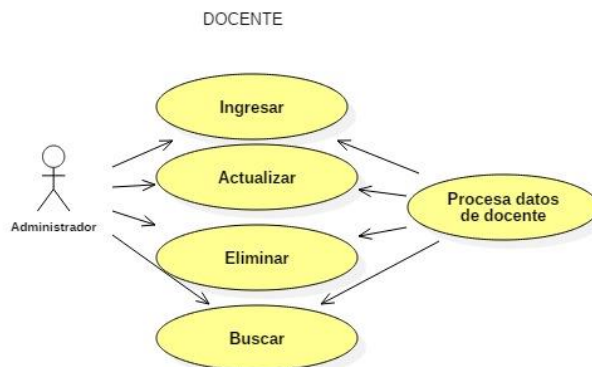 DOCENTE
Ingresar
Actualizar
Administrador
Procesa datos
de docente
Eliminar
Buscar